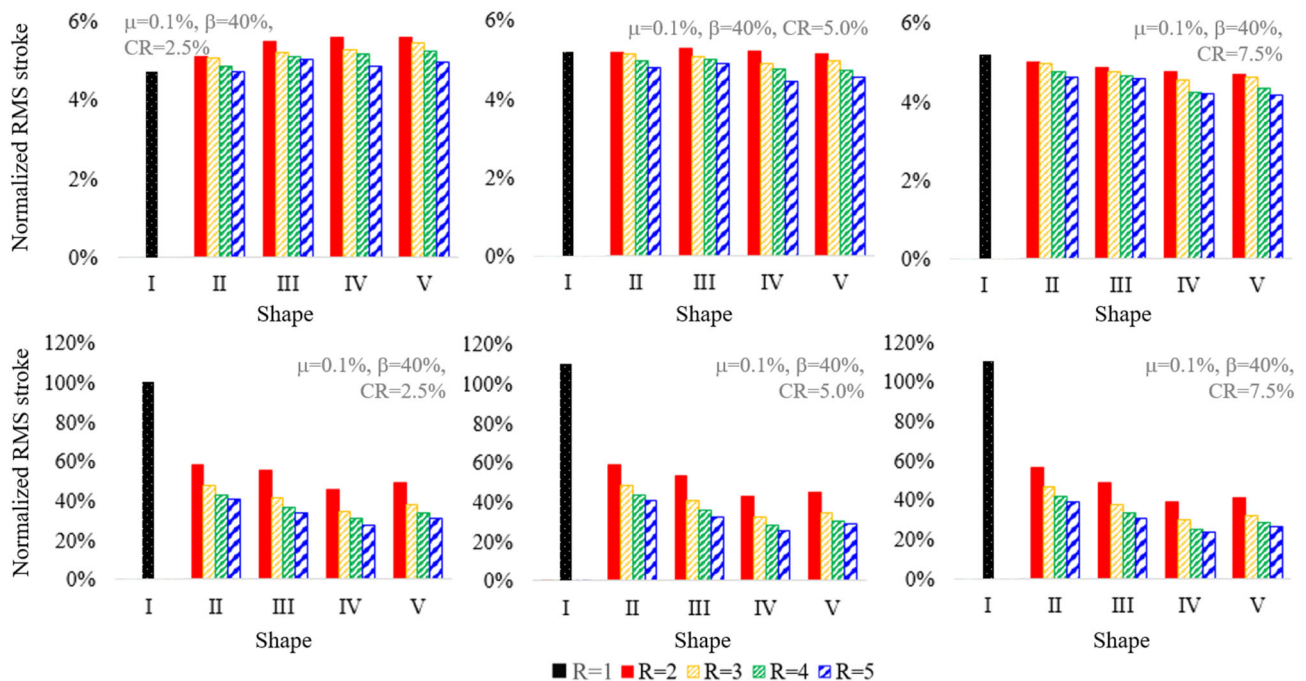 Normalized RMS stroke
6%
4%
2%
0%
μ=0.1%, β=40%,
CR=2.5%
I II III IV V
Shape
6%
4%
2%
0%
μ=0.1%, β=40%, CR=5.0%
I II III IV V
Shape
6%
4%
2%
0%
μ=0.1%, β=40%,
CR=7.5%
I II III IV V
Shape
Normalized RMS stroke
120%
100%
80%
60%
40%
20%
0%
μ=0.1%, β=40%,
CR=2.5%
I II III IV V
Shape
120%
100%
80%
60%
40%
20%
0%
μ=0.1%, β=40%,
CR=5.0%
I II III IV V
Shape
120%
100%
80%
60%
40%
20%
0%
μ=0.1%, β=40%,
CR=7.5%
I II III IV V
Shape
R=1 R=2 R=3 R=4 R=5